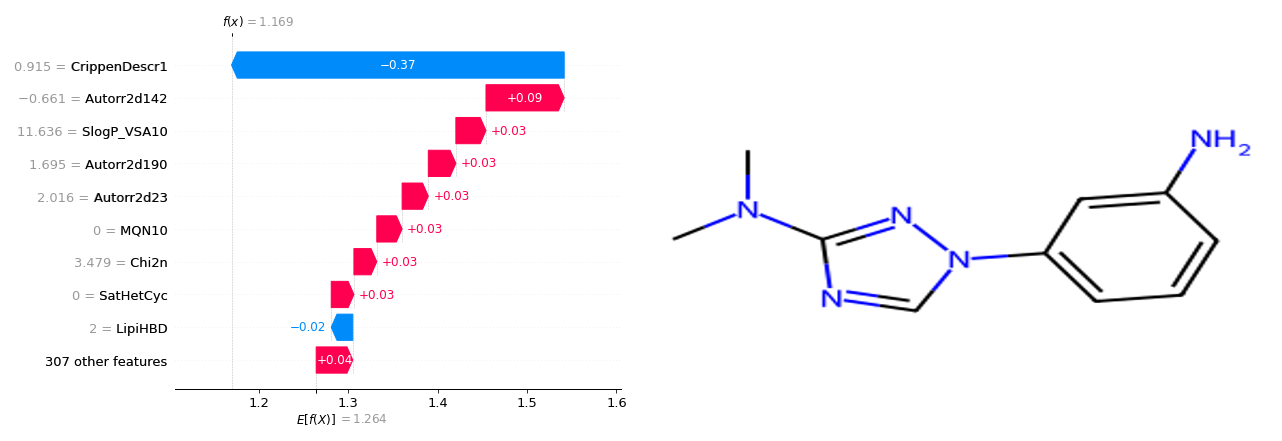 f(x) = 1.169
0.915 = CrippenDescr1
−0.37
−0.661 = Autorr2d142
+0.09
11.636 = SlogP_VSA10
+0.03
1.695 = Autorr2d190
+0.03
2.016 = Autorr2d23
+0.03
0 = MQN10
+0.03
3.479 = Chi2n
+0.03
0 = SatHetCyc
+0.03
2 = LipiHBD
−0.02
307 other features
+0.04
1.2 1.3 1.4 1.5 1.6
E[f(X)] = 1.264
NH2
N
N
N
N